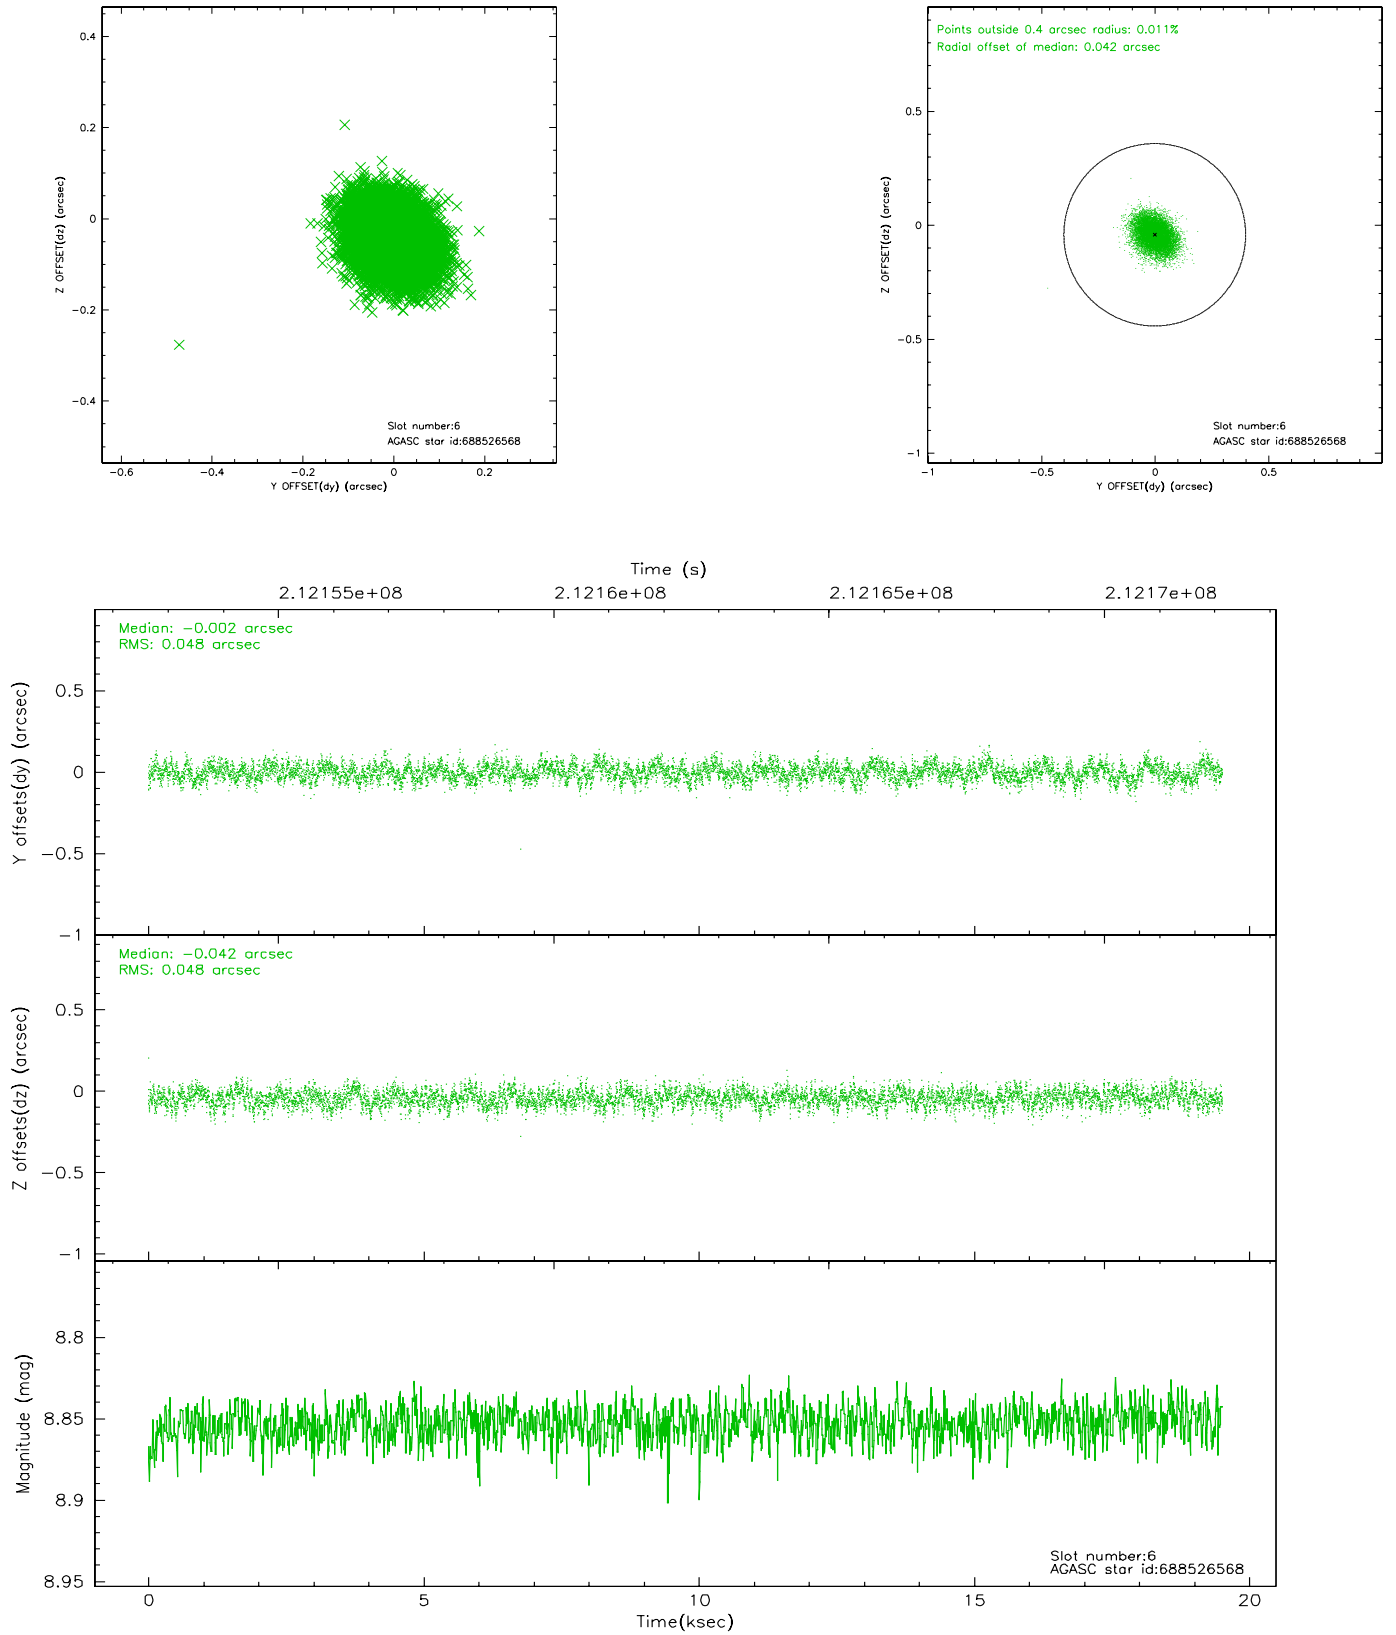 0.4
0.2
0
−0.2
−0.4
Z OFFSET(dz) (arcsec)
Slot number:6
AGASC star id:688526568
−0.6 −0.4 −0.2 0 0.2
Y OFFSET(dy) (arcsec)
Points outside 0.4 arcsec radius: 0.011%
Radial offset of median: 0.042 arcsec
0.5
0
−0.5
−1
Z OFFSET(dz) (arcsec)
Slot number:6
AGASC star id:688526568
−1 −0.5 0 0.5
Y OFFSET(dy) (arcsec)
Time (s)
2.12155e+08 2.1216e+08 2.12165e+08 2.1217e+08
Median: −0.002 arcsec
RMS: 0.048 arcsec
0.5
0
−0.5
−1
Y offsets(dy) (arcsec)
Median: −0.042 arcsec
RMS: 0.048 arcsec
0.5
0
−0.5
−1
Z offsets(dz) (arcsec)
8.8
8.85
8.9
8.95
Magnitude (mag)
Slot number:6
AGASC star id:688526568
0 5 10 15 20
Time(ksec)